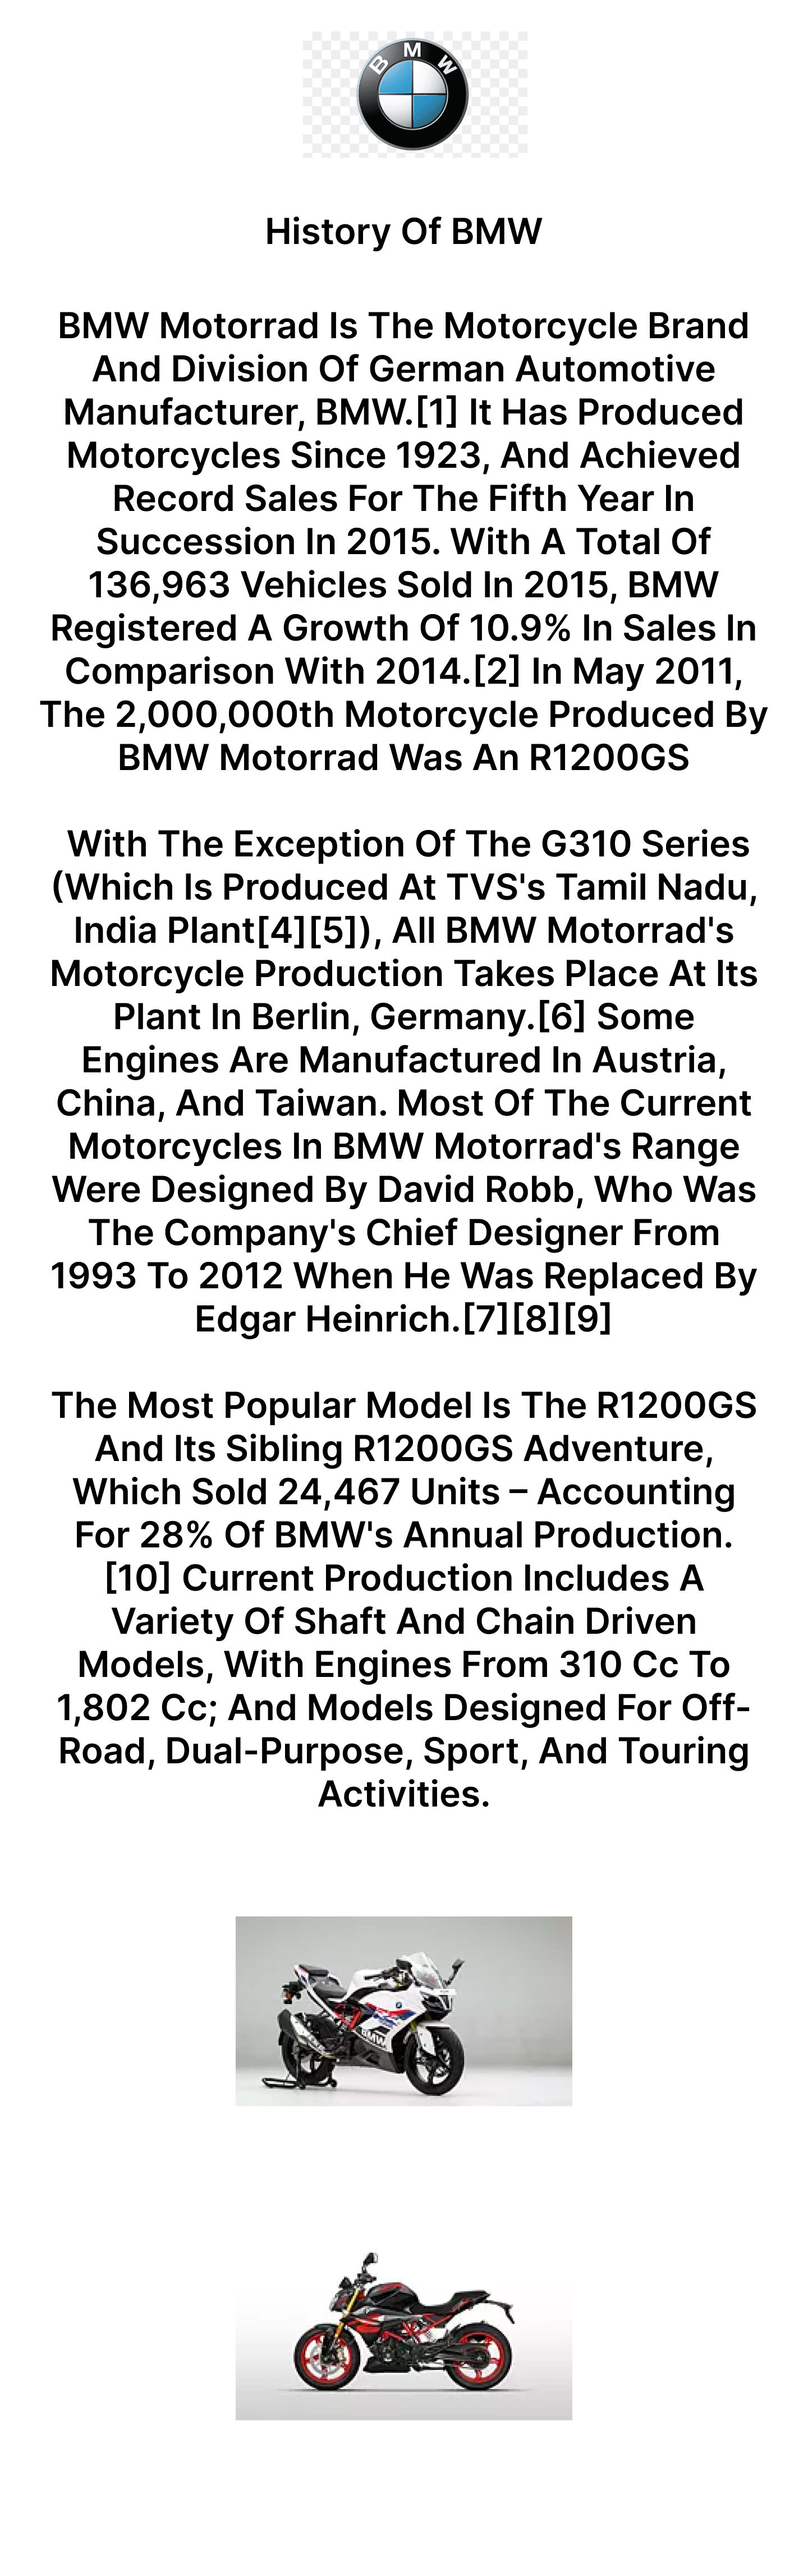 B M W
History Of BMW
BMW Motorrad Is The Motorcycle Brand
And Division Of German Automotive
Manufacturer, BMW.[1] It Has Produced
Motorcycles Since 1923, And Achieved
Record Sales For The Fifth Year In
Succession In 2015. With A Total Of
136,963 Vehicles Sold In 2015, BMW
Registered A Growth Of 10.9% In Sales In
Comparison With 2014.[2] In May 2011,
The 2,000,000th Motorcycle Produced By
BMW Motorrad Was An R1200GS
With The Exception Of The G310 Series
(Which Is Produced At TVS's Tamil Nadu,
India Plant[4][5]), All BMW Motorrad's
Motorcycle Production Takes Place At Its
Plant In Berlin, Germany.[6] Some
Engines Are Manufactured In Austria,
China, And Taiwan. Most Of The Current
Motorcycles In BMW Motorrad's Range
Were Designed By David Robb, Who Was
The Company's Chief Designer From
1993 To 2012 When He Was Replaced By
Edgar Heinrich.[7][8][9]
The Most Popular Model Is The R1200GS
And Its Sibling R1200GS Adventure,
Which Sold 24,467 Units – Accounting
For 28% Of BMW's Annual Production.
[10] Current Production Includes A
Variety Of Shaft And Chain Driven
Models, With Engines From 310 Cc To
1,802 Cc; And Models Designed For Off-
Road, Dual-Purpose, Sport, And Touring
Activities.
BMW